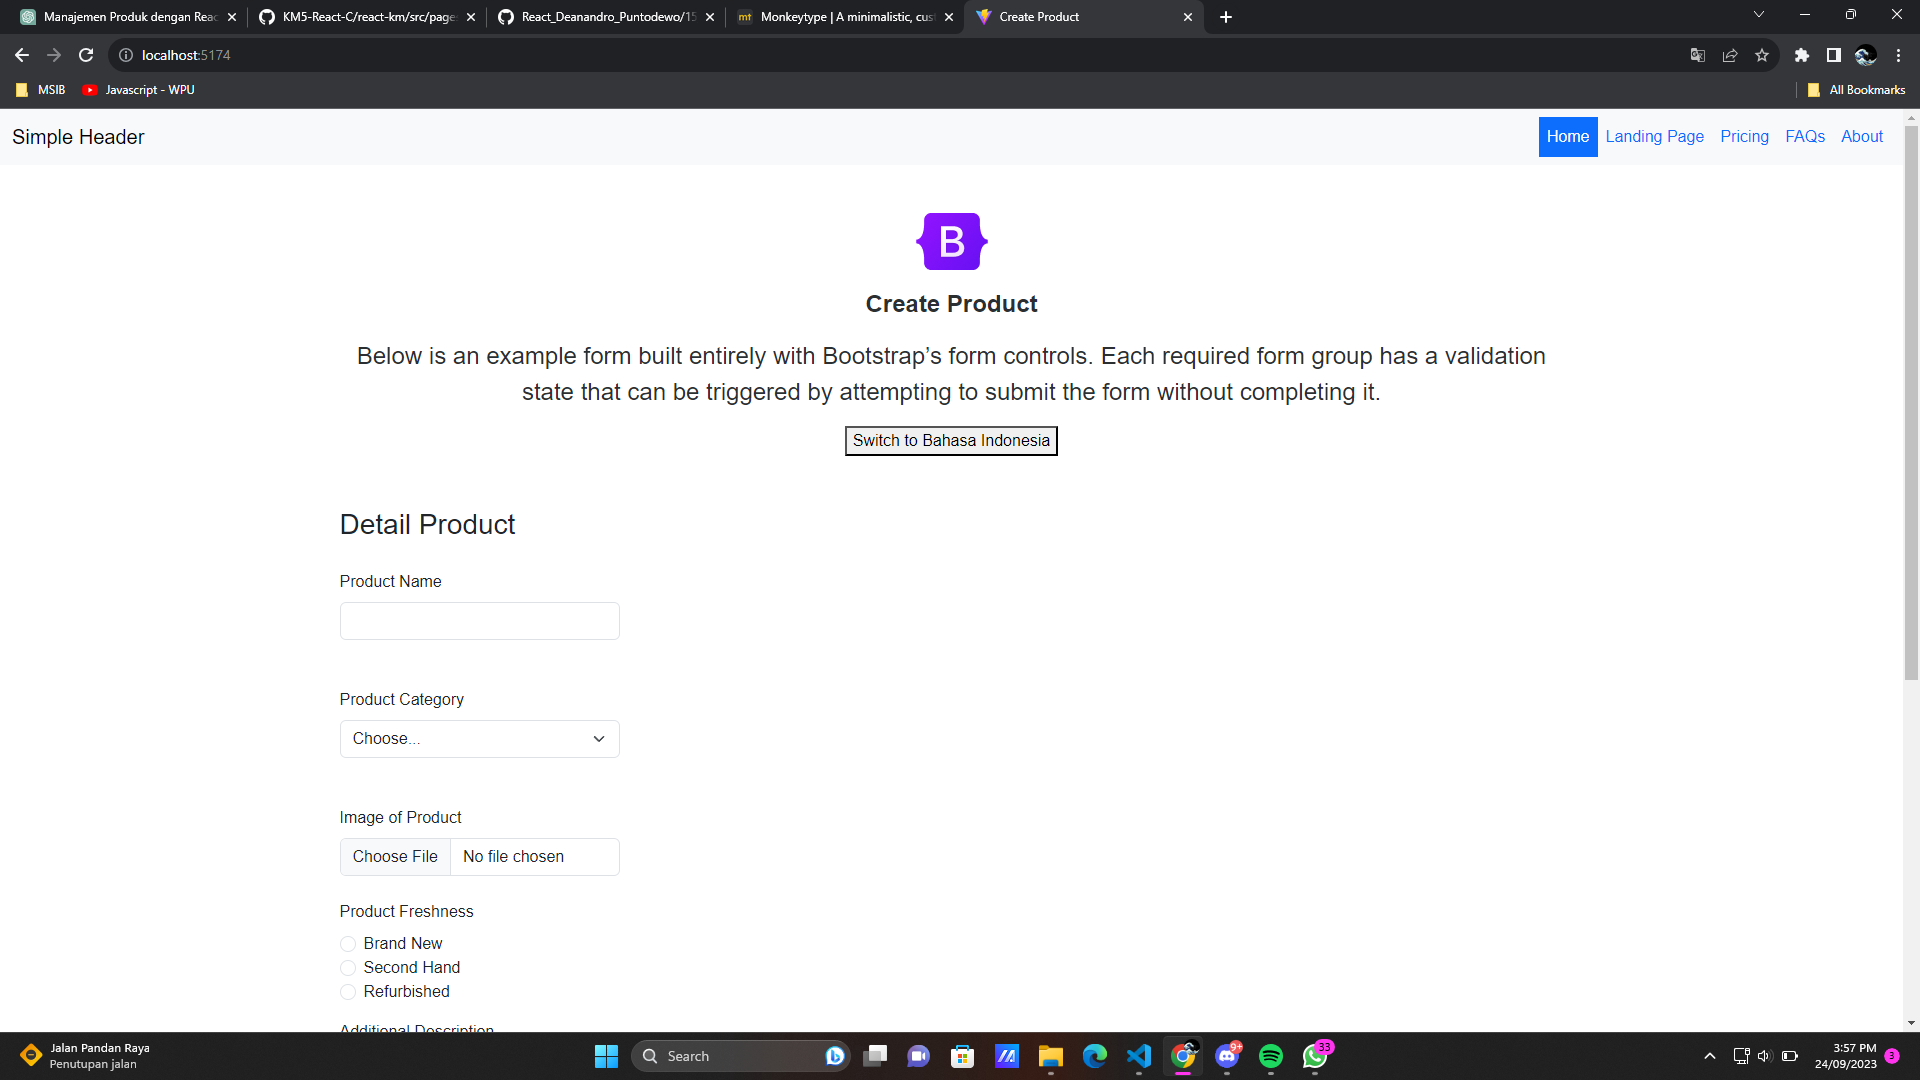 Manajemen Produk dengan Reac
KM5-React-C/react-km/src/page
React_Deanandro_Puntodewo/15
mt
Monkeytype | A minimalistic, cus
Create Product
localhost:5174
MSIB
Javascript - WPU
All Bookmarks
Simple Header
Home
Landing Page
Pricing
FAQs
About
B
Create Product
Below is an example form built entirely with Bootstrap’s form controls. Each required form group has a validation
state that can be triggered by attempting to submit the form without completing it.
Switch to Bahasa Indonesia
Detail Product
Product Name
Product Category
Choose...
Image of Product
Choose File
No file chosen
Product Freshness
Brand New
Second Hand
Refurbished
Additional Description
Jalan Pandan Raya
Penutupan jalan
Search
9+
33
3:57 PM
24/09/2023
3